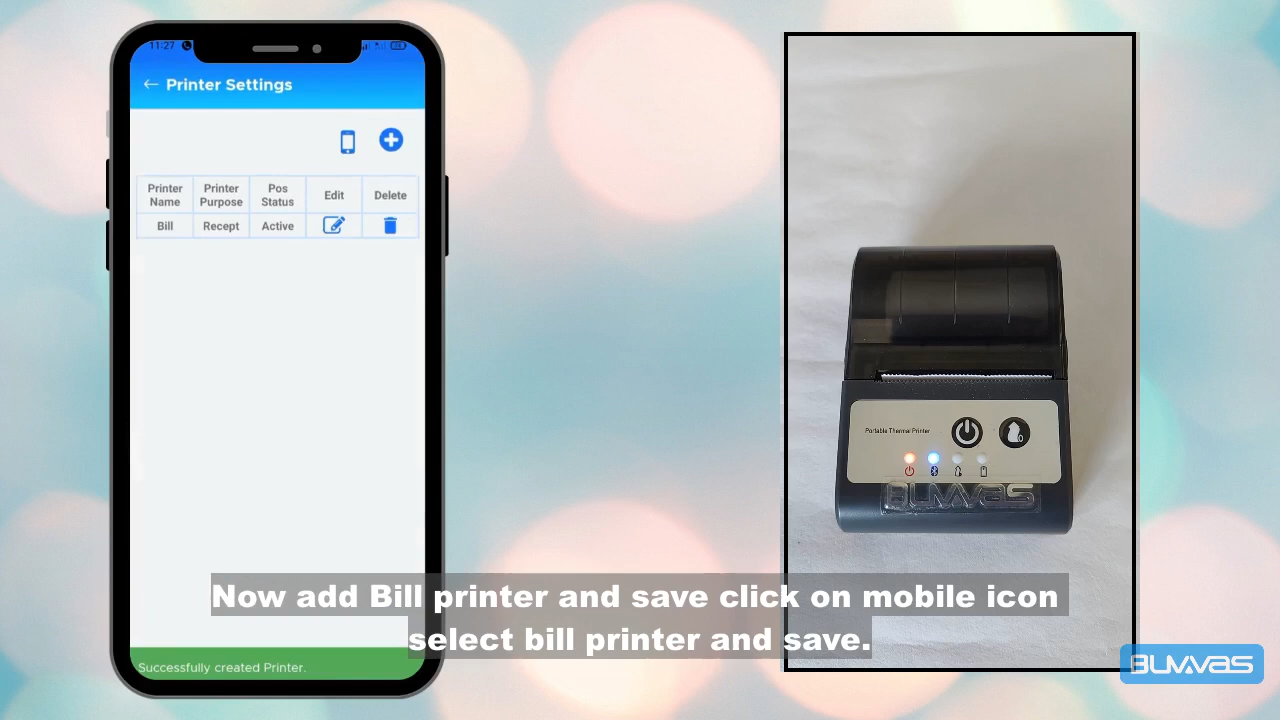 11:27
Printer Settings
Printer Name
Printer Purpose
Pos Status
Edit
Delete
Bill
Recept
Active
Successfully created Printer.
Portable Thermal Printer
BUVVAS
Now add Bill printer and save click on mobile icon
select bill printer and save.
BUVVAS